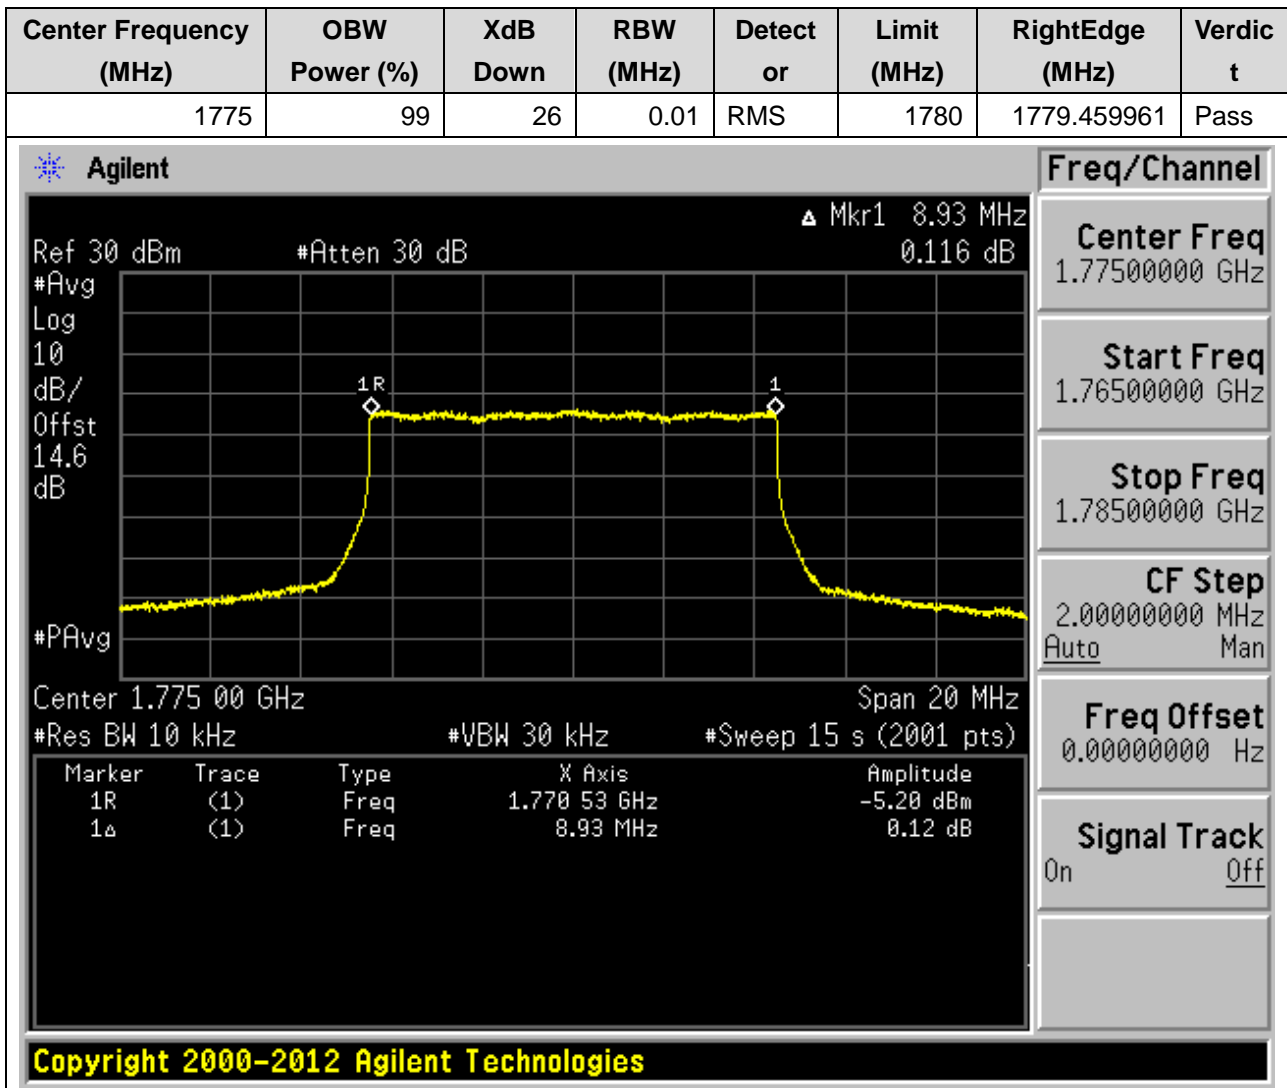 Center Frequency (MHz) OBW Power (%) XdB Down RBW (MHz) Detect or Limit (MHz) RightEdge (MHz) Verdic t
1775 99 26 0.01 RMS 1780 1779.459961 Pass
Agilent
Freq/Channel
Δ Mkr1 8.93 MHz
Ref 30 dBm #Atten 30 dB 0.116 dB
#Avg
Log
10
dB/
Offst
14.6
dB
1R
1
#PAvg
Center 1.775 00 GHz Span 20 MHz
#Res BW 10 kHz #VBW 30 kHz #Sweep 15 s (2001 pts)
Marker Trace Type X Axis Amplitude
1R (1) Freq 1.770 53 GHz -5.20 dBm
1Δ (1) Freq 8.93 MHz 0.12 dB
Center Freq
1.77500000 GHz
Start Freq
1.76500000 GHz
Stop Freq
1.78500000 GHz
CF Step
2.00000000 MHz
Auto Man
Freq Offset
0.00000000 Hz
Signal Track
On Off
Copyright 2000-2012 Agilent Technologies